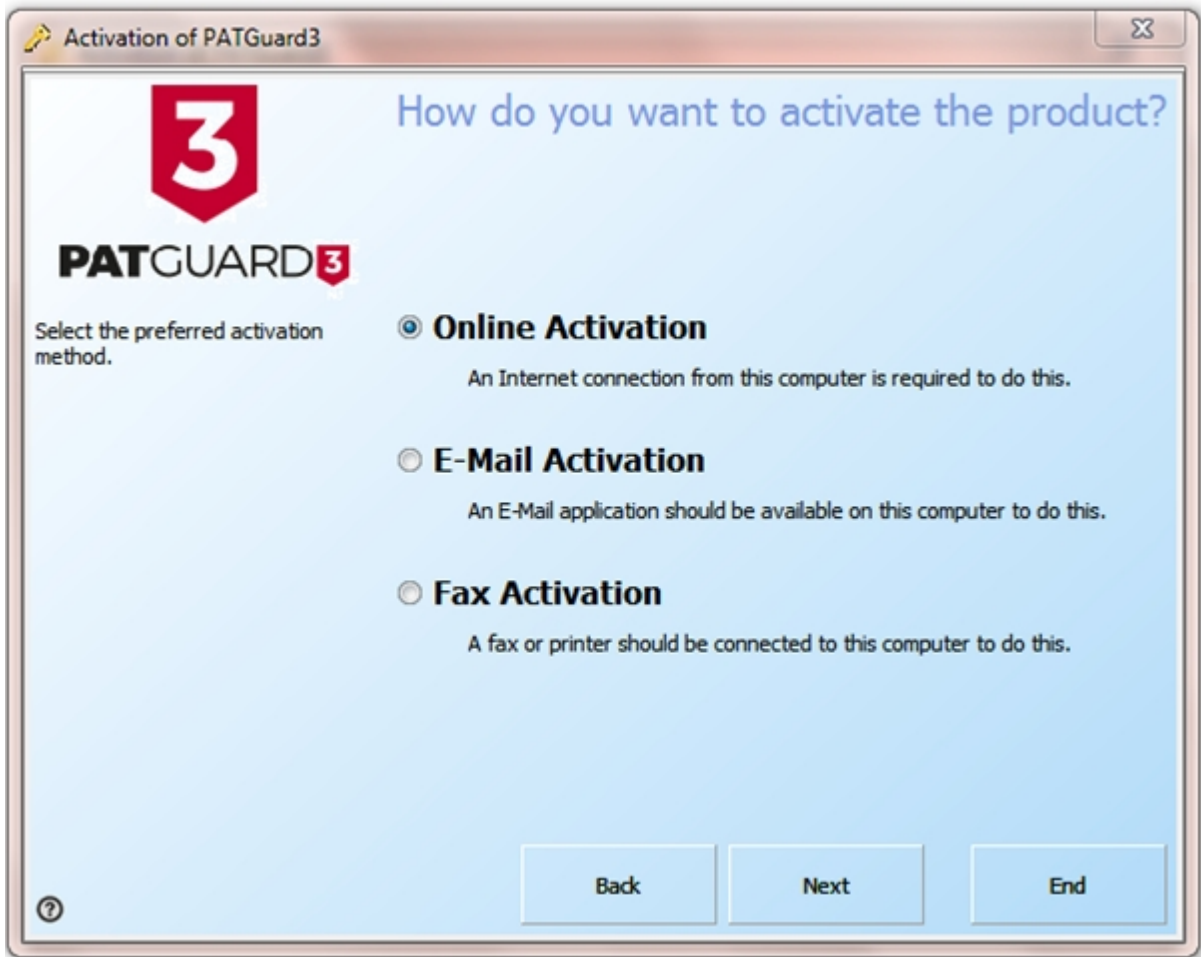 Activation of PATGuard3
3
PATGUARD3
Select the preferred activation
method.
How do you want to activate the product?
Online Activation
An Internet connection from this computer is required to do this.
E-Mail Activation
An E-Mail application should be available on this computer to do this.
Fax Activation
A fax or printer should be connected to this computer to do this.
?
Back Next End